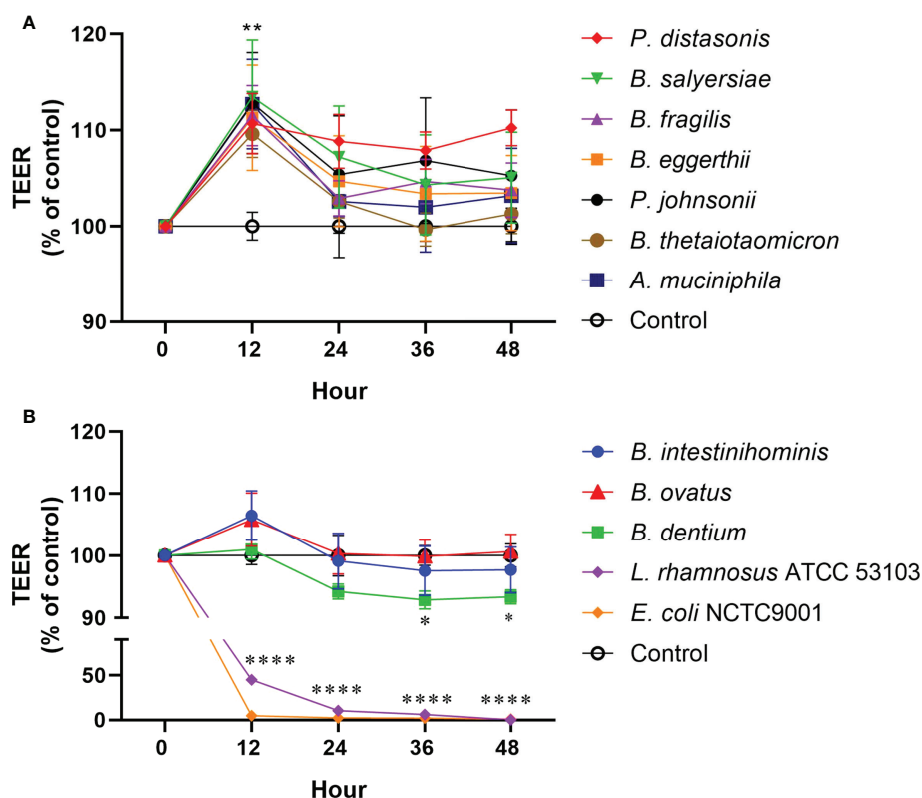 A
TEER
(% of control)
120
110
100
90
**
0 12 24 36 48
Hour
P. distasonis
B. salyersiae
B. fragilis
B. eggerthii
P. johnsonii
B. thetaiotaomicron
A. muciniphila
Control
B
TEER
(% of control)
120
110
100
90
50
0
*
*
****
****
****
****
0 12 24 36 48
Hour
B. intestinihominis
B. ovatus
B. dentium
L. rhamnosus ATCC 53103
E. coli NCTC9001
Control